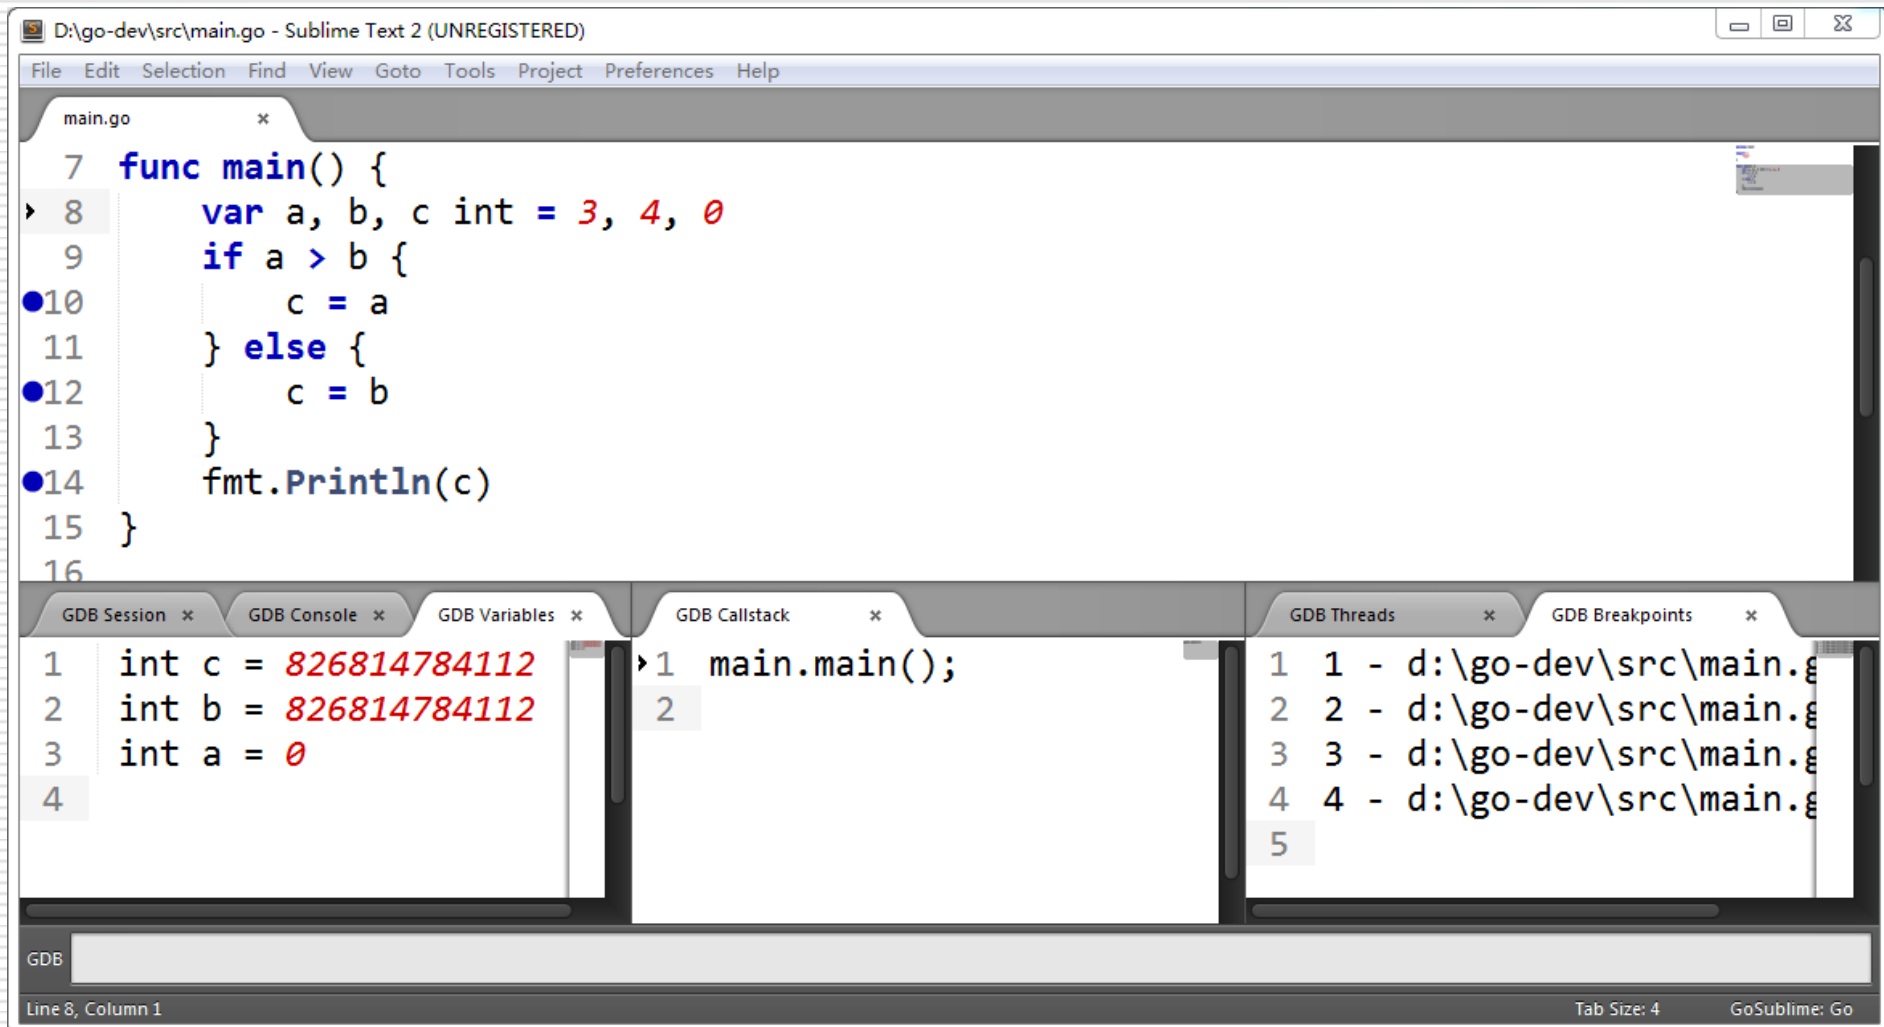 D:\go-dev\src\main.go - Sublime Text 2 (UNREGISTERED)
File Edit Selection Find View Goto Tools Project Preferences Help
main.go
7 func main() {
8 var a, b, c int = 3, 4, 0
9 if a > b {
10 c = a
11 } else {
12 c = b
13 }
14 fmt.Println(c)
15 }
16
GDB Session GDB Console GDB Variables
1 int c = 826814784112
2 int b = 826814784112
3 int a = 0
4
GDB Callstack
1 main.main();
2
GDB Threads GDB Breakpoints
1 1 - d:\go-dev\src\main.g
2 2 - d:\go-dev\src\main.g
3 3 - d:\go-dev\src\main.g
4 4 - d:\go-dev\src\main.g
5
GDB
Line 8, Column 1 Tab Size: 4 GoSublime: Go